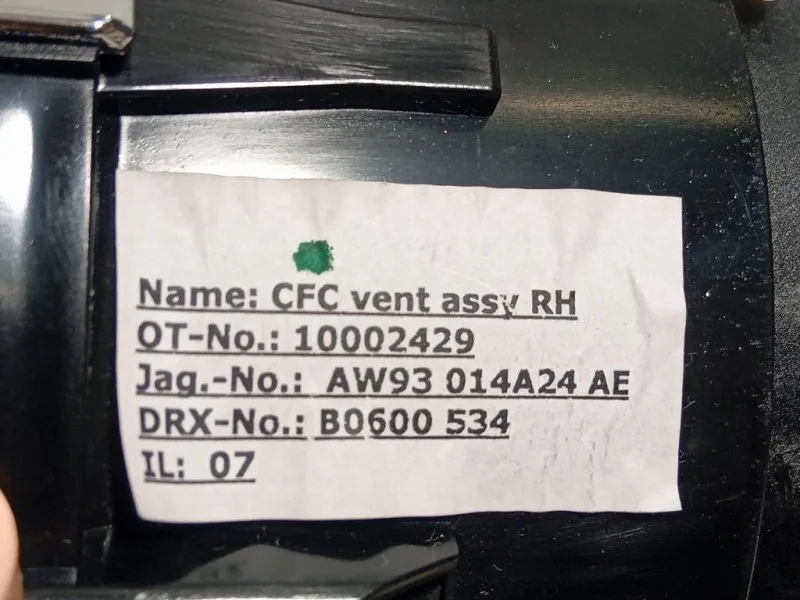 Name: CFC vent assy RH
OT-No.: 10002429
Jag.-No.: AW93 014A24 AE
DRX-No.: B0600 534
IL: 07